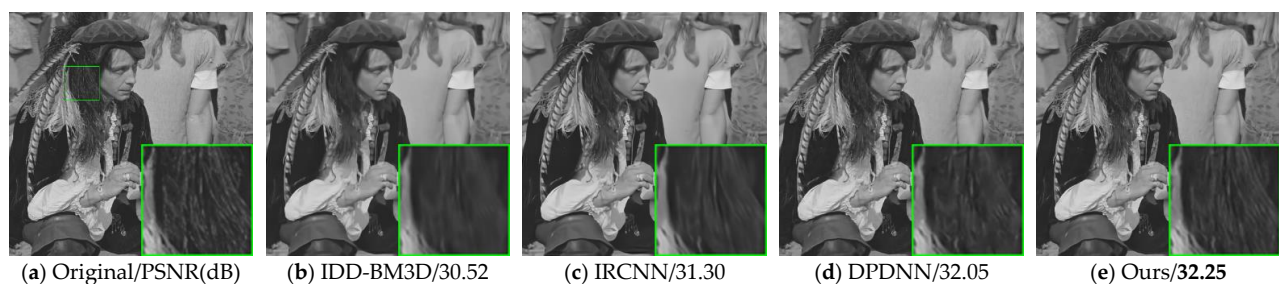 (a) Original/PSNR(dB)
(b) IDD-BM3D/30.52
(c) IRCNN/31.30
(d) DPDNN/32.05
(e) Ours/32.25